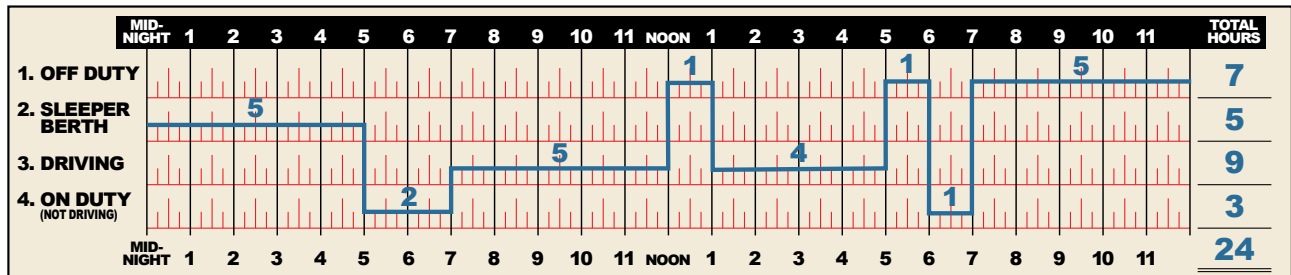 MID-
NIGHT 1 2 3 4 5 6 7 8 9 10 11 NOON 1 2 3 4 5 6 7 8 9 10 11 TOTAL HOURS
1. OFF DUTY 1 1 5 7
2. SLEEPER BERTH 5 5
3. DRIVING 5 4 9
4. ON DUTY 2 1 3
(NOT DRIVING)
MID-
NIGHT 1 2 3 4 5 6 7 8 9 10 11 NOON 1 2 3 4 5 6 7 8 9 10 11 24